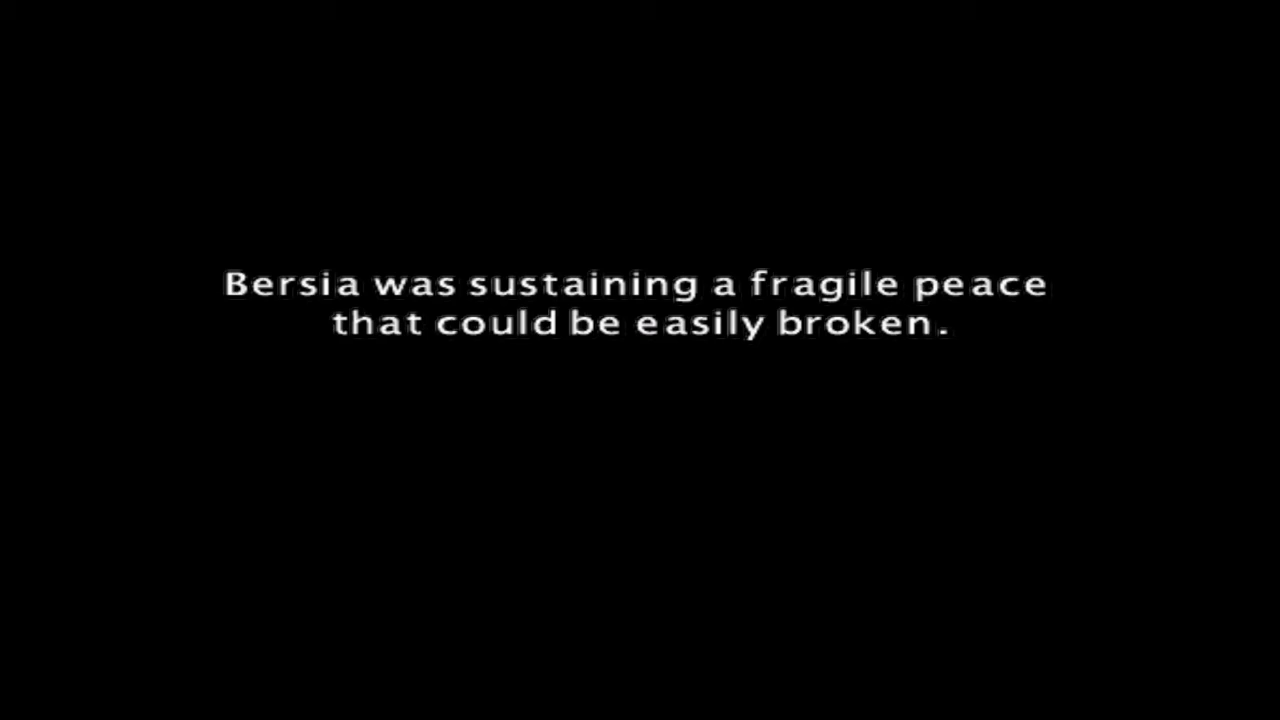 Bersia was sustaining a fragile peace
that could be easily broken.